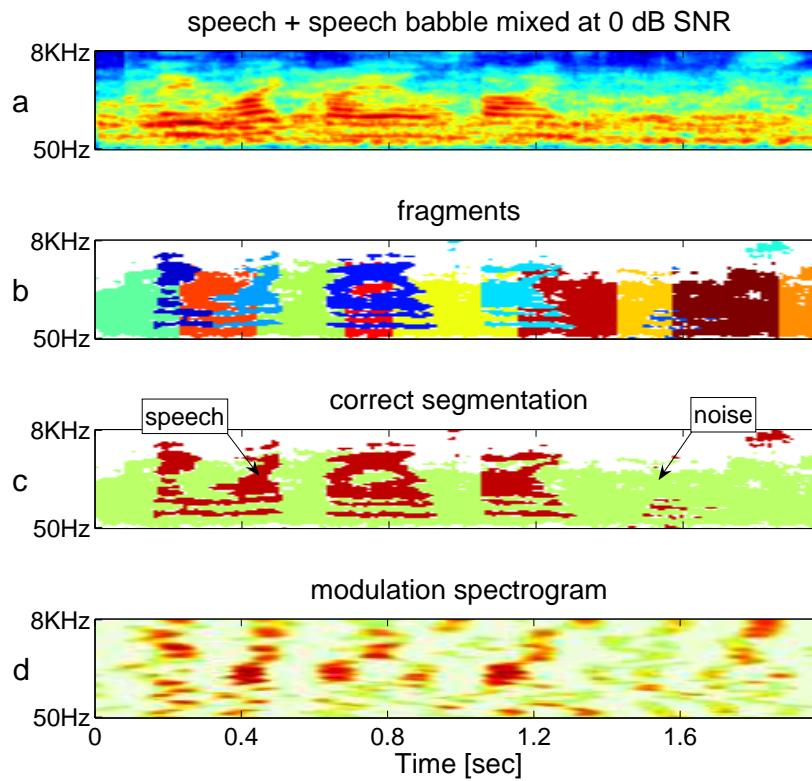 speech + speech babble mixed at 0 dB SNR
8KHz
a
50Hz
fragments
8KHz
b
50Hz
correct segmentation
speech
noise
8KHz
c
50Hz
modulation spectrogram
8KHz
d
50Hz
0 0.4 0.8 1.2 1.6
Time [sec]